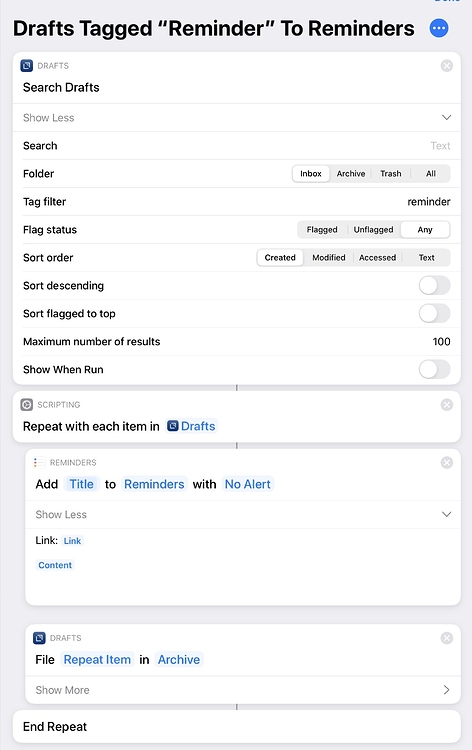 Drafts Tagged “Reminder” To Reminders
DRAFTS
Search Drafts
Show Less
Search Text
Folder Inbox Archive Trash All
Tag filter reminder
Flag status Flagged Unflagged Any
Sort order Created Modified Accessed Text
Sort descending
Sort flagged to top
Maximum number of results 100
Show When Run
SCRIPTING
Repeat with each item in Drafts
REMINDERS
Add Title to Reminders with No Alert
Show Less
Link: Link
Content
DRAFTS
File Repeat Item in Archive
Show More
End Repeat